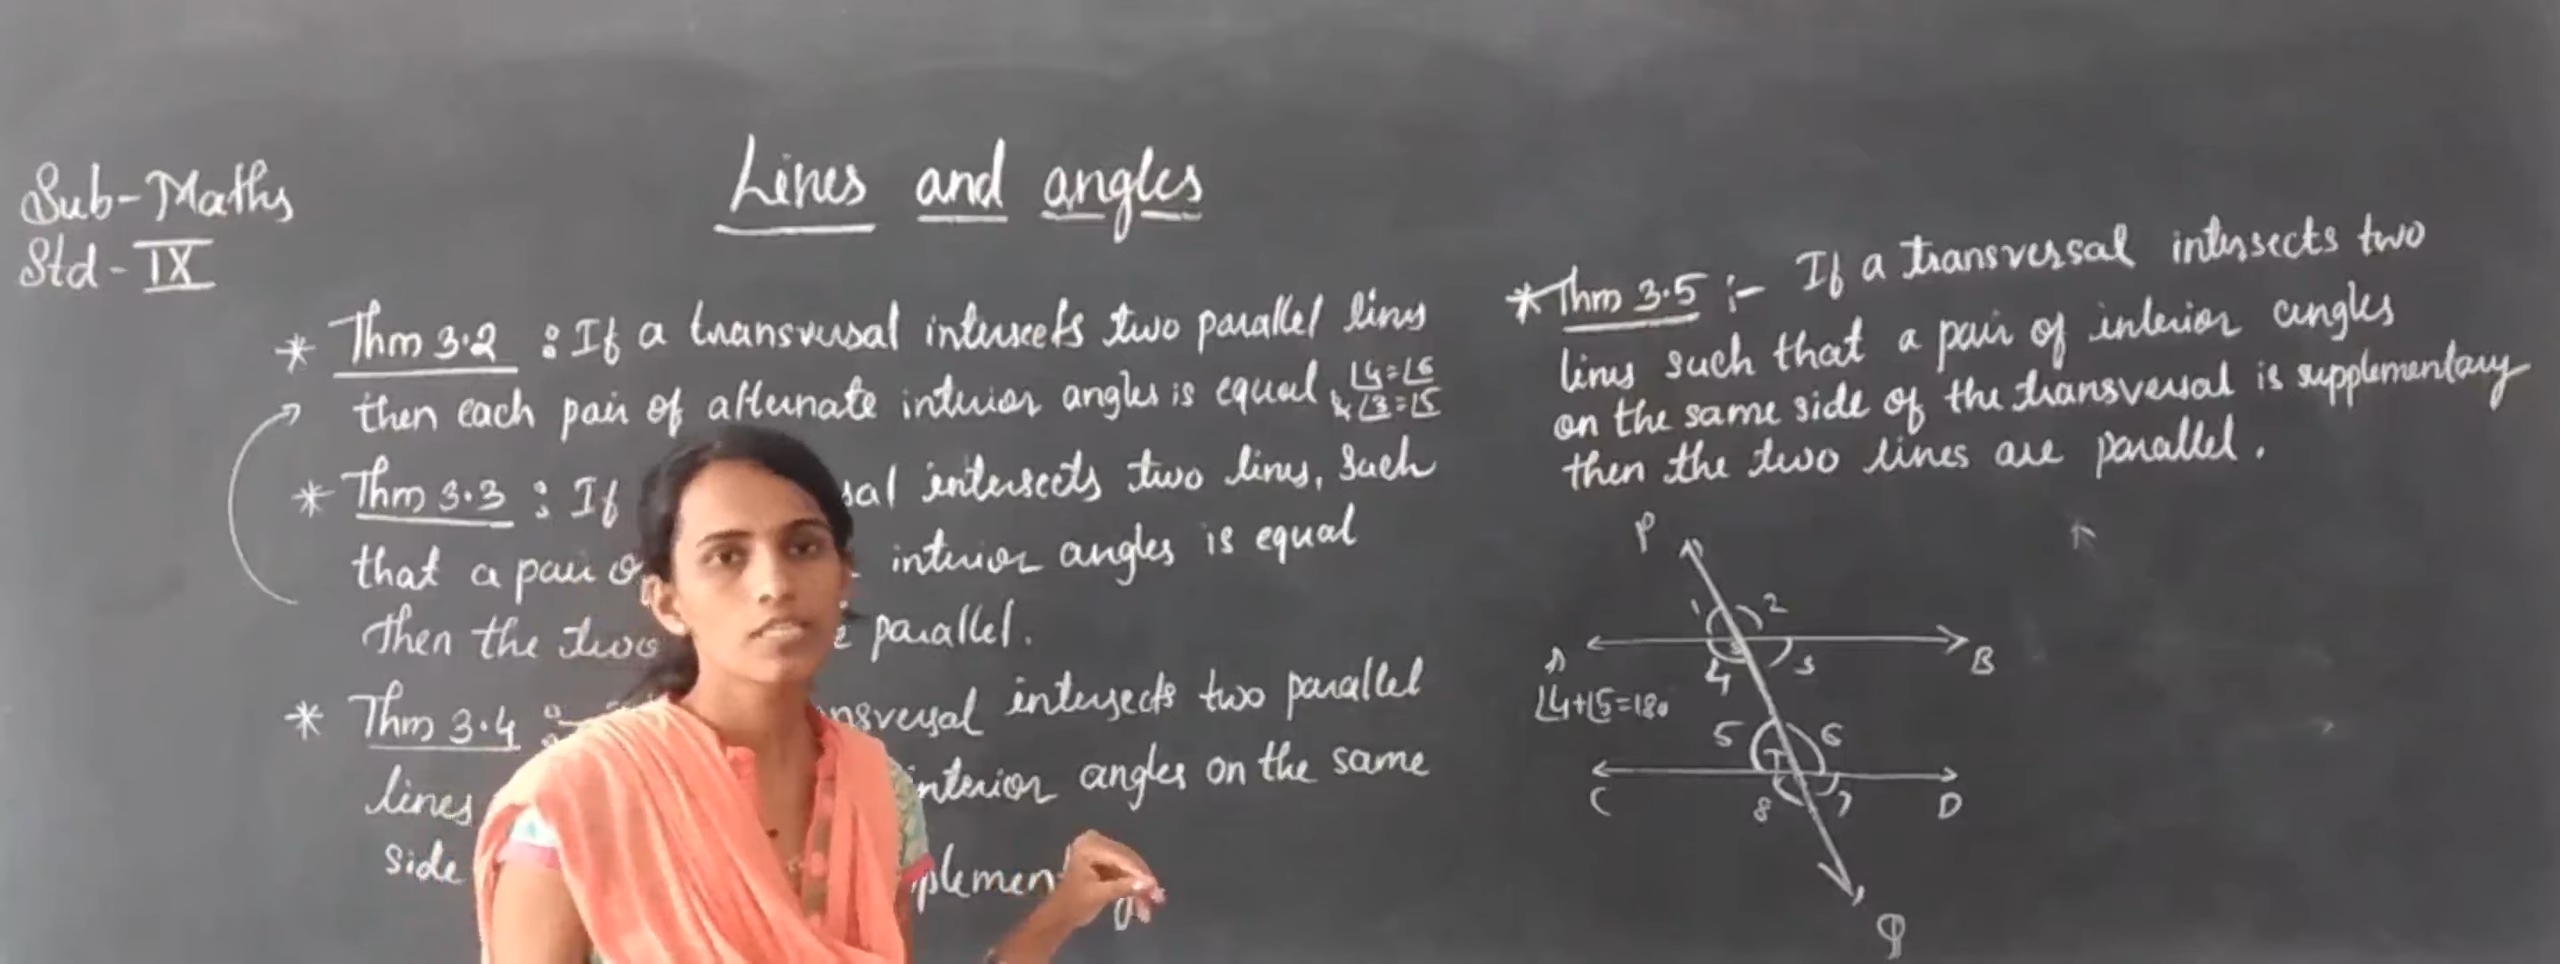 Sub-Maths
Std-IX
Lines and angles
* Thm 3.2 : If a transversal intersects two parallel lines
then each pair of alternate interior angles is equal ∠4=∠6
& ∠3=∠5
* Thm 3.3 : If sal intersects two lines, such
that a pair o interior angles is equal
then the two parallel.
* Thm 3.4 :- nsversal intersects two parallel
lines interior angles on the same
side plemen
* Thm 3.5 :- If a transversal intersects two
lines such that a pair of interior angles
on the same side of the transversal is supplementary
then the two lines are parallel.
P
1 2
A B
4 3
∠4+∠5=180
5 6
T
C D
8 7
Q